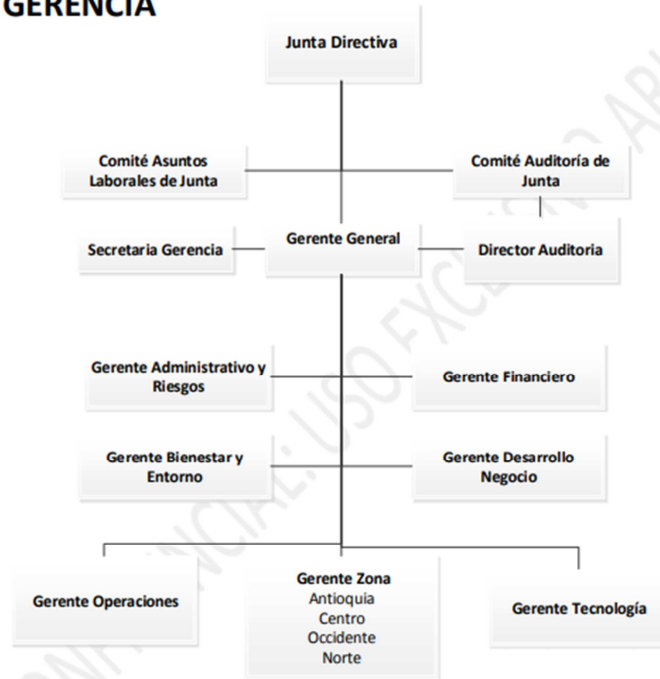 GERENCIA
Junta Directiva
Comité Asuntos
Laborales de Junta
Comité Auditoría de
Junta
Secretaria Gerencia
Gerente General
Director Auditoria
Gerente Administrativo y
Riesgos
Gerente Financiero
Gerente Bienestar y
Entorno
Gerente Desarrollo
Negocio
Gerente Operaciones
Gerente Zona
Antioquia
Centro
Occidente
Norte
Gerente Tecnología